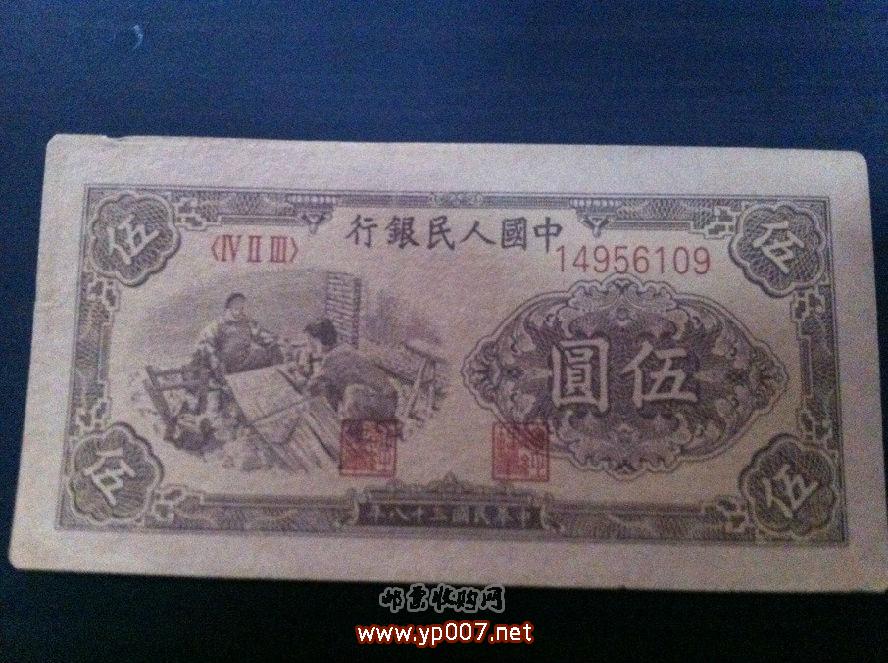 伍
伍
〈ⅣⅡⅢ〉
行銀民人國中
14956109
圓伍
伍
伍
年八十三國民華中
邮票收购网
www.yp007.net